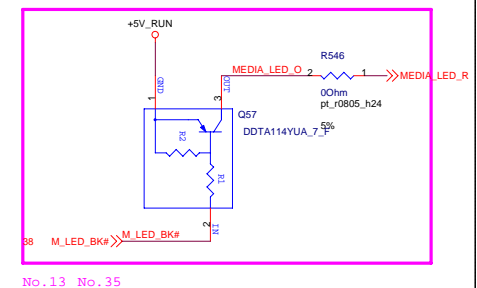 +5V_RUN
R546
MEDIA_LED_O 2 1 MEDIA_LED_R
GND
OUT
0Ohm
1
3
pt_r0805_h24
Q57
5%
DDTA114YUA_7_F
R2
R1
2
IN
38 M_LED_BK# M_LED_BK#
No.13 No.35